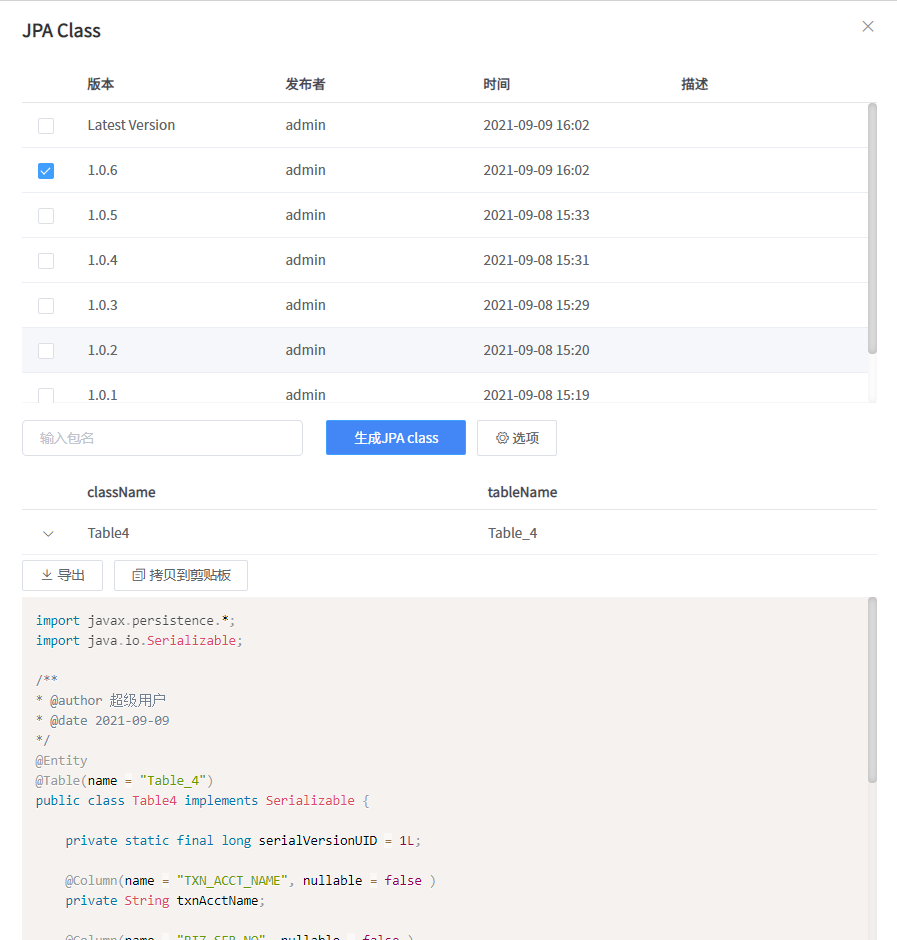 JPA Class
版本 发布者 时间 描述
Latest Version admin 2021-09-09 16:02
1.0.6 admin 2021-09-09 16:02
1.0.5 admin 2021-09-08 15:33
1.0.4 admin 2021-09-08 15:31
1.0.3 admin 2021-09-08 15:29
1.0.2 admin 2021-09-08 15:20
1.0.1 admin 2021-09-08 15:19
输入包名 生成JPA class 选项
className tableName
Table4 Table_4
导出 拷贝到剪贴板
import javax.persistence.*;
import java.io.Serializable;
/**
* @author 超级用户
* @date 2021-09-09
*/
@Entity
@Table(name = "Table_4")
public class Table4 implements Serializable {
private static final long serialVersionUID = 1L;
@Column(name = "TXN_ACCT_NAME", nullable = false )
private String txnAcctName;
@Column(name = "BIZ_SER_NO", nullable = false )